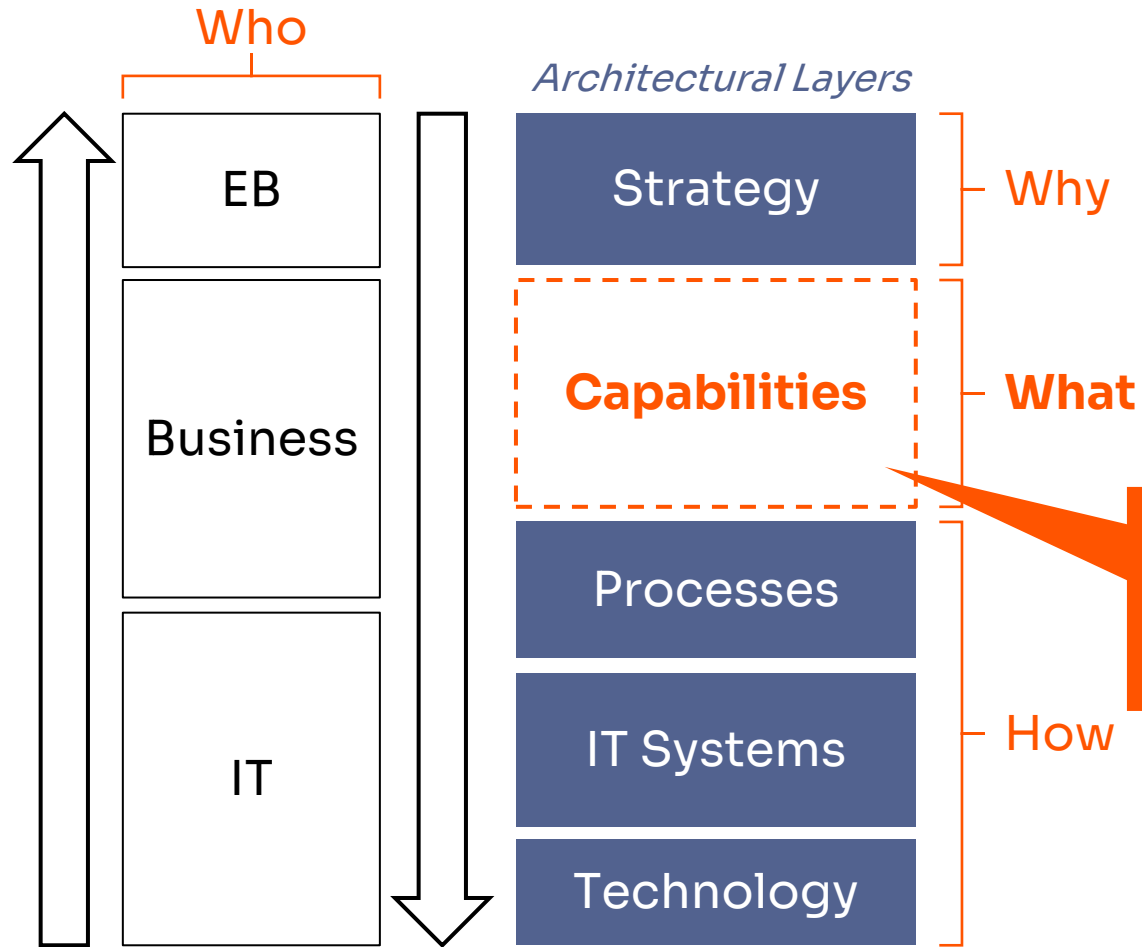 Who
Architectural Layers
EB
Strategy
Why
Capabilities
What
Business
Processes
IT Systems
How
IT
Technology